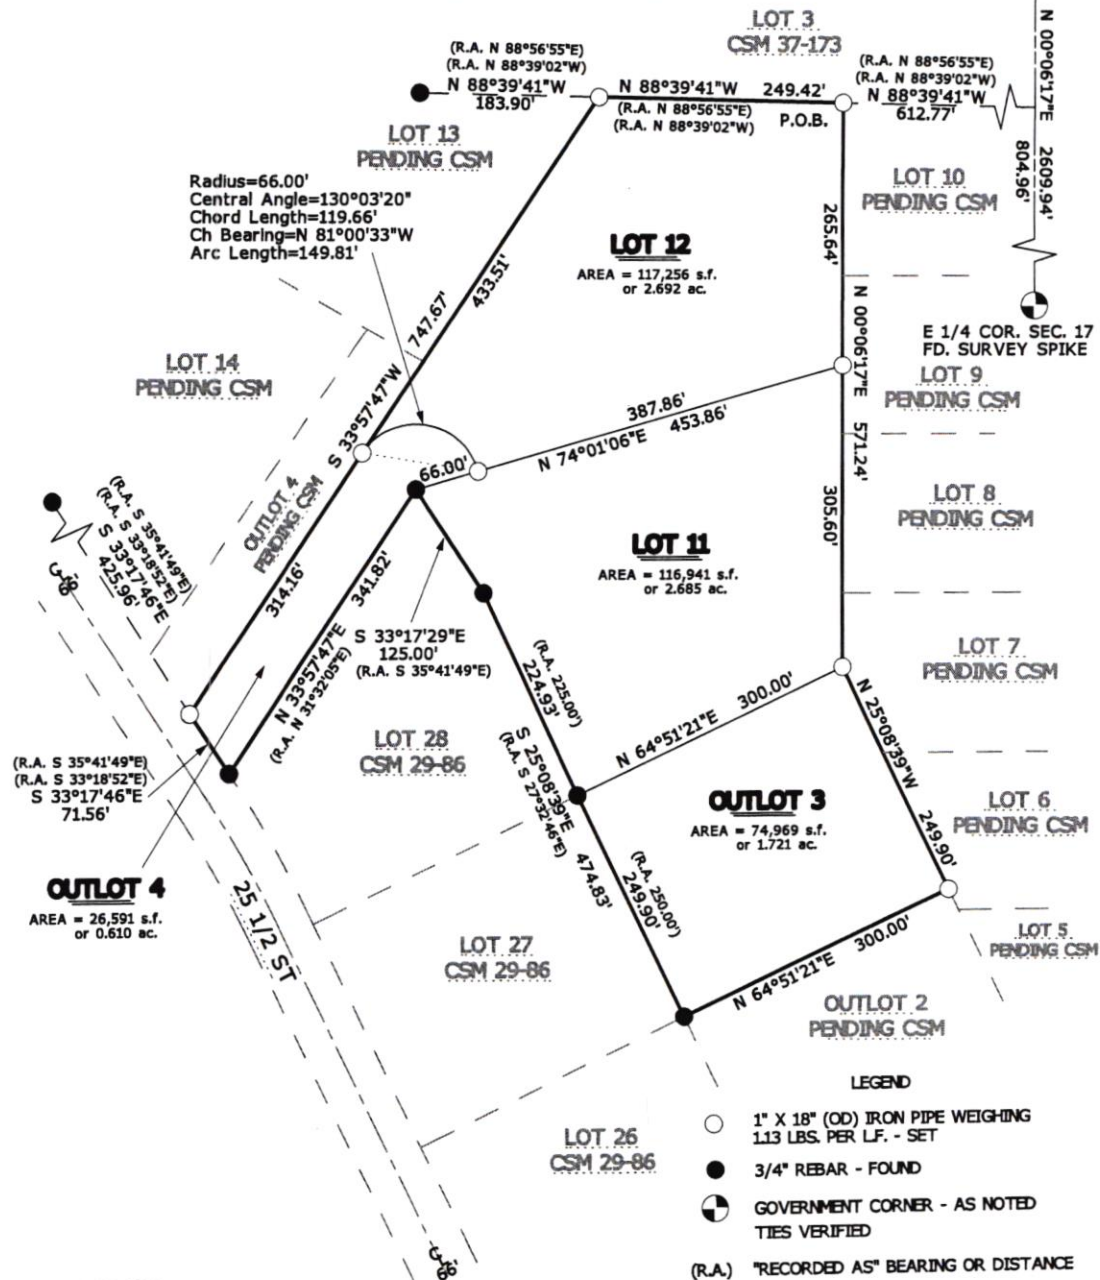 LOT 3
CSM 37-173
(R.A. N 88°56'55"E)
(R.A. N 88°39'02"W)
N 88°39'41"W
183.90'
N 88°39'41"W 249.42'
(R.A. N 88°56'55"E)
(R.A. N 88°39'02"W)
P.O.B.
(R.A. N 88°56'55"E)
(R.A. N 88°39'02"W)
N 88°39'41"W
612.77'
N 00°06'17"E 2609.94'
804.96'
LOT 13
PENDING CSM
Radius=66.00'
Central Angle=130°03'20"
Chord Length=119.66'
Ch Bearing=N 81°00'33"W
Arc Length=149.81'
LOT 10
PENDING CSM
265.64'
LOT 12
AREA = 117,256 s.f.
or 2.692 ac.
433.51'
S 33°57'47"W 747.67'
N 00°06'17"E 571.24'
E 1/4 COR. SEC. 17
FD. SURVEY SPIKE
LOT 9
PENDING CSM
LOT 14
PENDING CSM
387.86'
N 74°01'06"E 453.86'
66.00'
OUTLOT 4
PENDING CSM
(R.A. S 35°41'49"E)
(R.A. S 33°18'52"E)
S 33°17'46"E
425.96'
66'
305.60'
LOT 8
PENDING CSM
LOT 11
AREA = 116,941 s.f.
or 2.685 ac.
314.16'
341.82'
N 33°57'47"E
(R.A. N 31°32'05"E)
S 33°17'29"E
125.00'
(R.A. S 35°41'49"E)
LOT 7
PENDING CSM
(R.A. 225.00')
224.93'
N 64°51'21"E 300.00'
N 25°08'39"W 249.90'
S 25°08'39"E 474.83'
(R.A. S 27°32'46"E)
LOT 28
CSM 29-86
(R.A. S 35°41'49"E)
(R.A. S 33°18'52"E)
S 33°17'46"E
71.56'
OUTLOT 3
AREA = 74,969 s.f.
or 1.721 ac.
LOT 6
PENDING CSM
(R.A. 250.00')
249.90'
OUTLOT 4
AREA = 26,591 s.f.
or 0.610 ac.
25 1/2 ST
LOT 5
PENDING CSM
LOT 27
CSM 29-86
N 64°51'21"E 300.00'
OUTLOT 2
PENDING CSM
LOT 26
CSM 29-86
66'
LEGEND
1" X 18" (OD) IRON PIPE WEIGHING
1.13 LBS. PER L.F. - SET
3/4" REBAR - FOUND
GOVERNMENT CORNER - AS NOTED
TIES VERIFIED
(R.A.) "RECORDED AS" BEARING OR DISTANCE